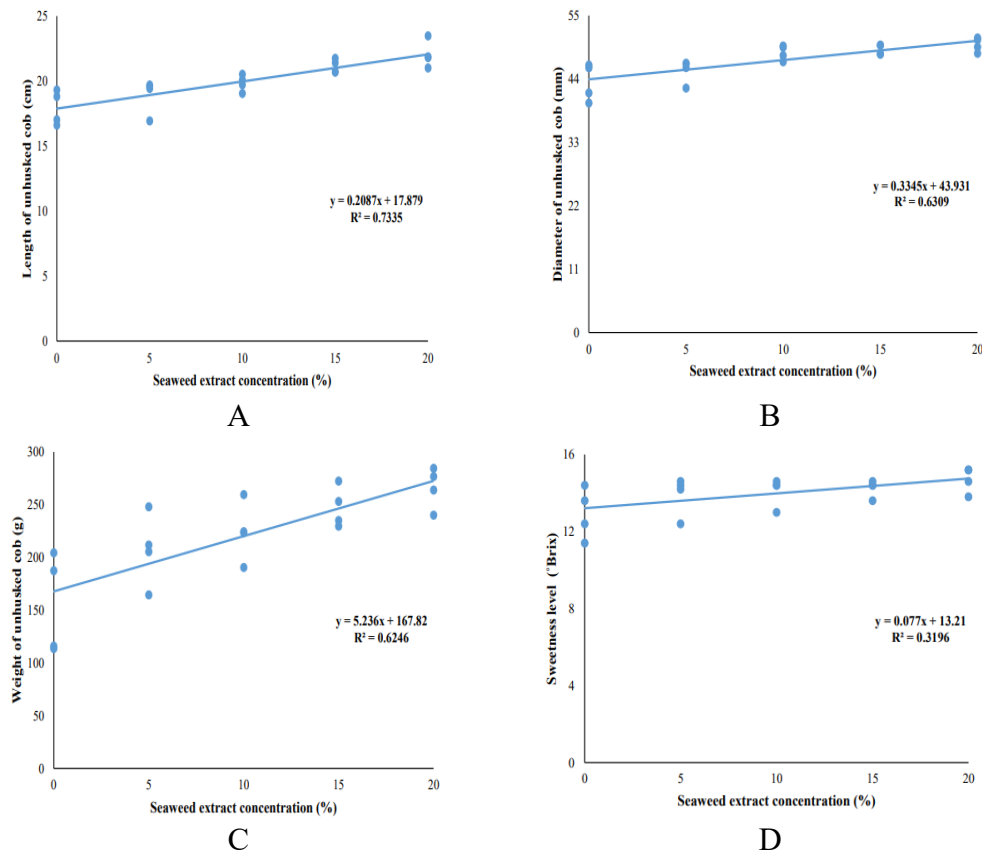 25
20
15
10
5
0
Length of unhusked cob (cm)
y = 0.2087x + 17.879
R² = 0.7335
0 5 10 15 20
Seaweed extract concentration (%)
A
55
44
33
22
11
0
Diameter of unhusked cob (mm)
y = 0.3345x + 43.931
R² = 0.6309
0 5 10 15 20
Seaweed extract concentration (%)
B
300
250
200
150
100
50
0
Weight of unhusked cob (g)
y = 5.236x + 167.82
R² = 0.6246
0 5 10 15 20
Seaweed extract concentration (%)
C
16
12
8
4
0
Sweetness level (˚Brix)
y = 0.077x + 13.21
R² = 0.3196
0 5 10 15 20
Seaweed extract concentration (%)
D